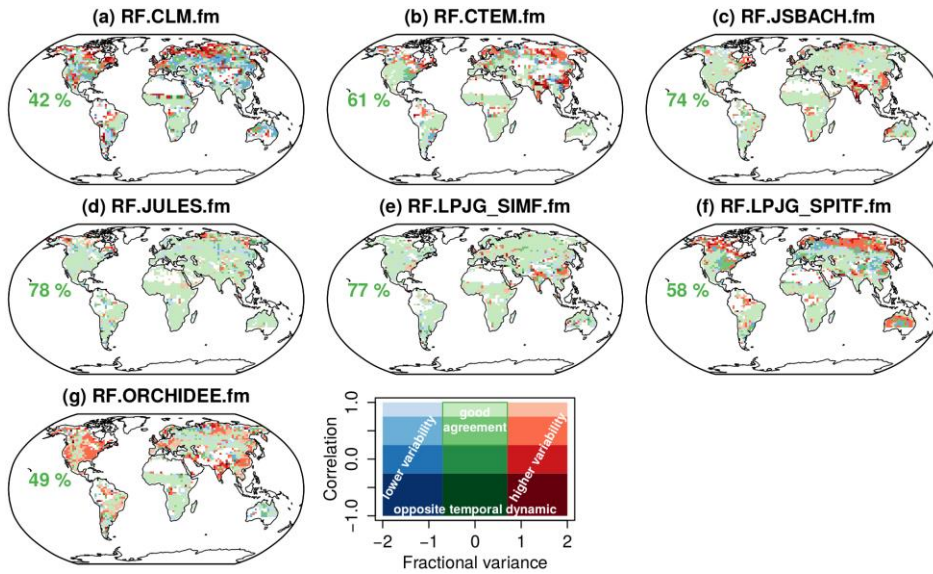 (a) RF.CLM.fm
(b) RF.CTEM.fm
(c) RF.JSBACH.fm
42 %
61 %
74 %
(d) RF.JULES.fm
(e) RF.LPJG_SIMF.fm
(f) RF.LPJG_SPITF.fm
78 %
77 %
58 %
(g) RF.ORCHIDEE.fm
49 %
Correlation
1.0
0.0
−1.0
good
agreement
lower variability
higher variability
opposite temporal dynamic
−2 −1 0 1 2
Fractional variance